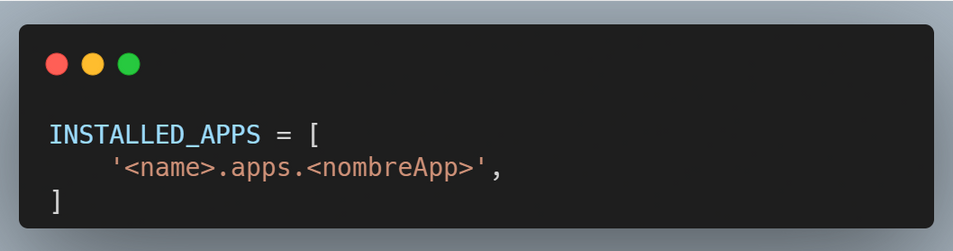 INSTALLED_APPS = [
    '<name>.apps.<nombreApp>',
]